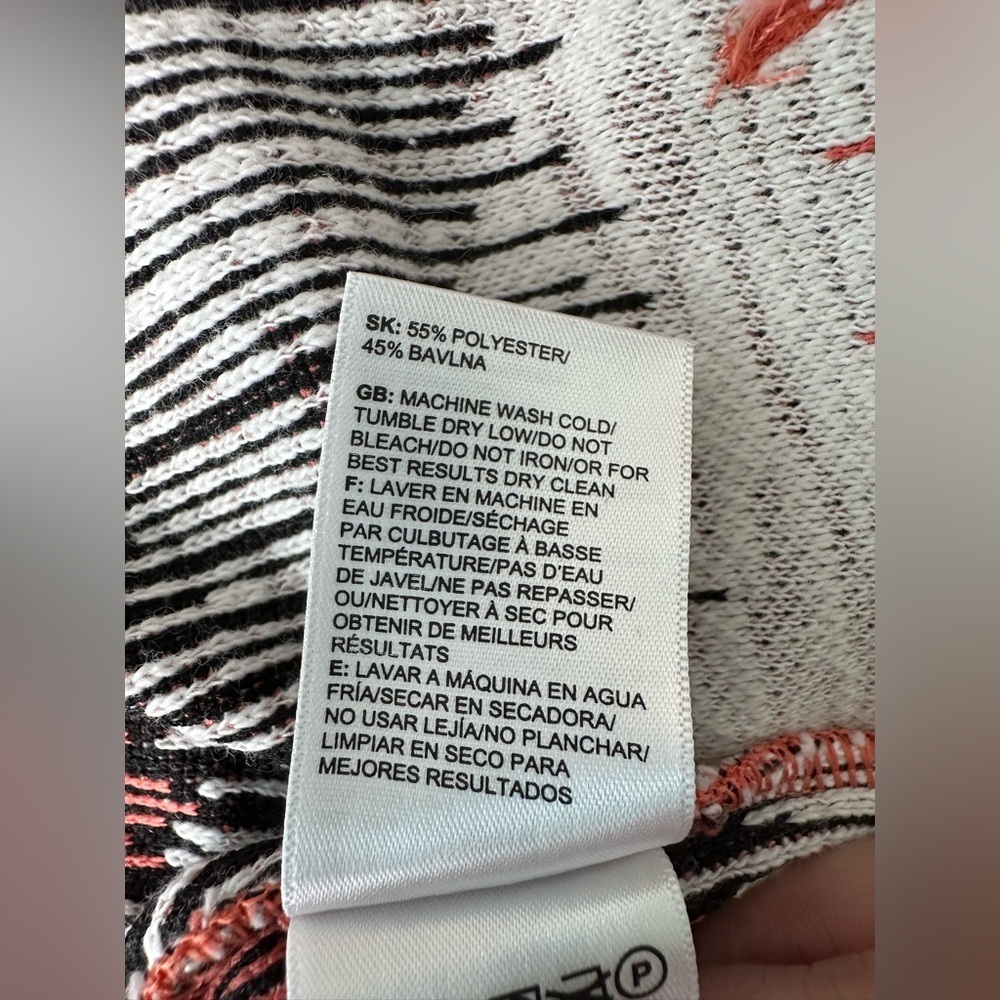 SK: 55% POLYESTER/
45% BAVLNA
GB: MACHINE WASH COLD/
TUMBLE DRY LOW/DO NOT
BLEACH/DO NOT IRON/OR FOR
BEST RESULTS DRY CLEAN
F: LAVER EN MACHINE EN
EAU FROIDE/SÉCHAGE
PAR CULBUTAGE À BASSE
TEMPÉRATURE/PAS D'EAU
DE JAVEL/NE PAS REPASSER/
OU/NETTOYER À SEC POUR
OBTENIR DE MEILLEURS
RÉSULTATS
E: LAVAR A MÁQUINA EN AGUA
FRÍA/SECAR EN SECADORA/
NO USAR LEJÍA/NO PLANCHAR/
LIMPIAR EN SECO PARA
MEJORES RESULTADOS
P